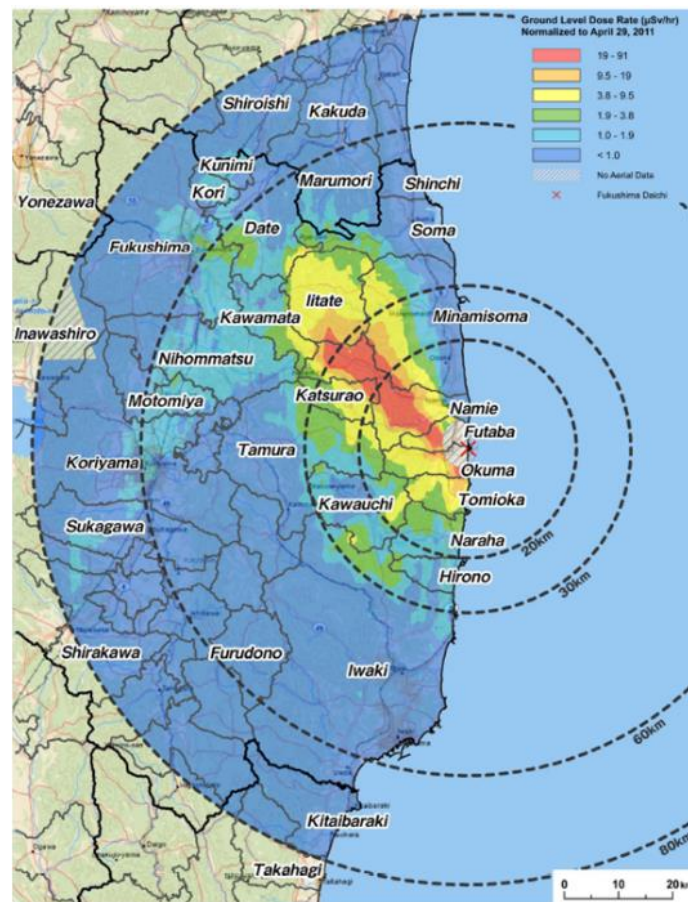 Ground Level Dose Rate (µSv/hr)
Normalized to April 29, 2011
19 - 91
9.5 - 19
3.8 - 9.5
1.9 - 3.8
1.0 - 1.9
< 1.0
No Aerial Data
Fukushima Daichi
Shiroishi
Kakuda
Kunimi
Yonezawa
Kori
Marumori
Shinchi
Fukushima
Date
Soma
Iitate
Inawashiro
Kawamata
Minamisoma
Nihommatsu
Motomiya
Katsurao
Namie
Futaba
Koriyama
Tamura
Okuma
Kawauchi
Tomioka
Sukagawa
Naraha
20km
Hirono
30km
Shirakawa
Furudono
Iwaki
60km
Kitaibaraki
80km
Takahagi
0 10 20 k